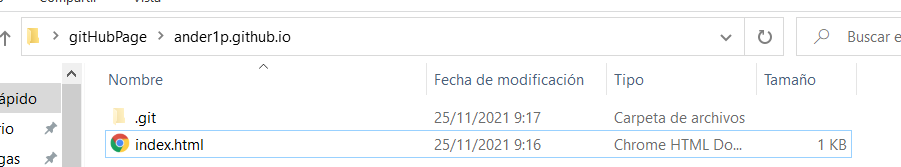 Compartir
Vista
gitHubPage > ander1p.github.io
Buscar e
Nombre Fecha de modificación Tipo Tamaño
ápido
.git 25/11/2021 9:17 Carpeta de archivos
rio
index.html 25/11/2021 9:16 Chrome HTML Do... 1 KB
gas